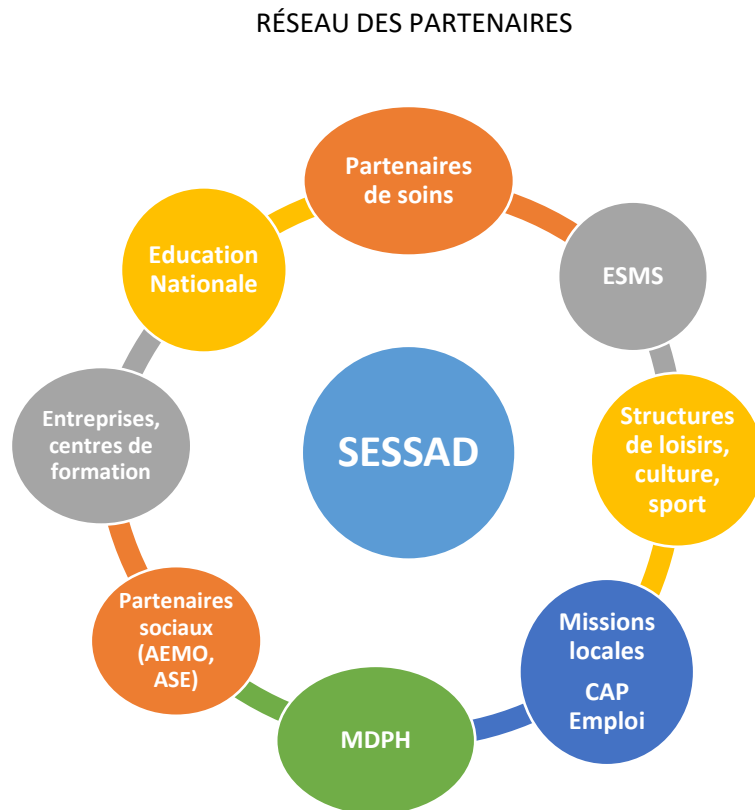 RÉSEAU DES PARTENAIRES
Partenaires
de soins
Education
Nationale
ESMS
Entreprises,
centres de
formation
SESSAD
Structures
de loisirs,
culture,
sport
Partenaires
sociaux
(AEMO,
ASE)
Missions
locales
CAP
Emploi
MDPH